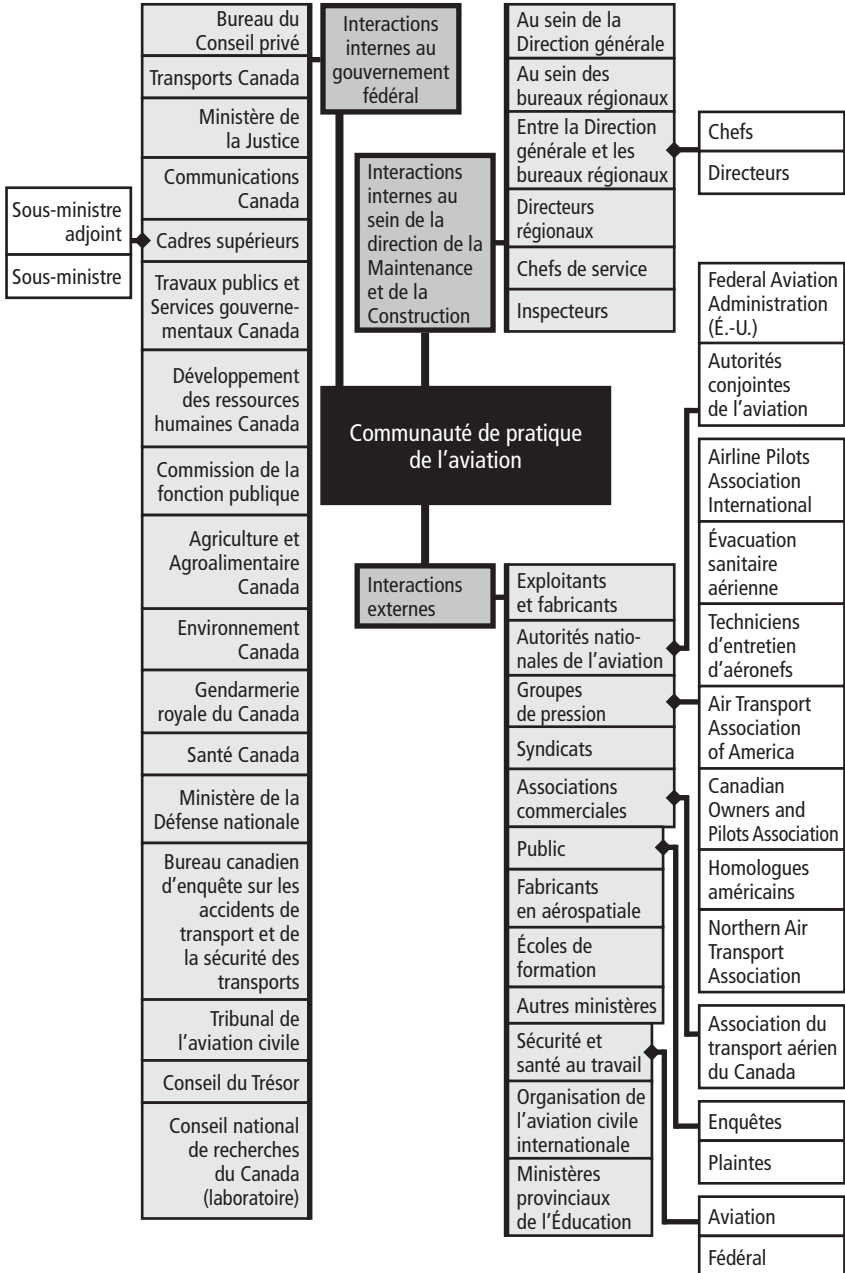 Bureau du
Conseil privé
Transports Canada
Ministère de
la Justice
Communications
Canada
Cadres supérieurs
Travaux publics et
Services gouverne-
mentaux Canada
Développement
des ressources
humaines Canada
Commission de la
fonction publique
Agriculture et
Agroalimentaire
Canada
Environnement
Canada
Gendarmerie
royale du Canada
Santé Canada
Ministère de la
Défense nationale
Bureau canadien
d'enquête sur les
accidents de
transport et de
la sécurité des
transports
Tribunal de
l'aviation civile
Conseil du Trésor
Conseil national
de recherches
du Canada
(laboratoire)
Sous-ministre
adjoint
Sous-ministre
Interactions
internes au
gouvernement
fédéral
Interactions
internes au
sein de la
direction de la
Maintenance
et de la
Construction
Communauté de pratique
de l'aviation
Interactions
externes
Au sein de la
Direction générale
Au sein des
bureaux régionaux
Entre la Direction
générale et les
bureaux régionaux
Directeurs
régionaux
Chefs de service
Inspecteurs
Chefs
Directeurs
Exploitants
et fabricants
Autorités natio-
nales de l'aviation
Groupes
de pression
Syndicats
Associations
commerciales
Public
Fabricants
en aérospatiale
Écoles de
formation
Autres ministères
Sécurité et
santé au travail
Organisation de
l'aviation civile
internationale
Ministères
provinciaux
de l'Éducation
Federal Aviation
Administration
(É.-U.)
Autorités
conjointes
de l'aviation
Airline Pilots
Association
International
Évacuation
sanitaire
aérienne
Techniciens
d'entretien
d'aéronefs
Air Transport
Association
of America
Canadian
Owners and
Pilots Association
Homologues
américains
Northern Air
Transport
Association
Association du
transport aérien
du Canada
Enquêtes
Plaintes
Aviation
Fédéral